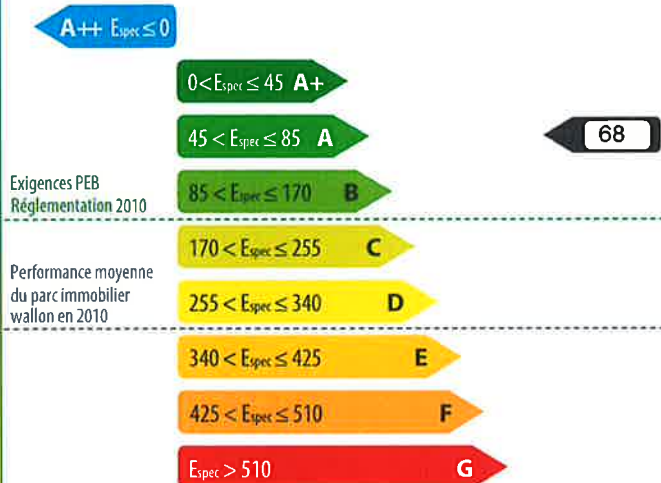 A++ Espec ≤ 0
0 < Espec ≤ 45 A+
45 < Espec ≤ 85 A
68
Exigences PEB
Réglementation 2010
85 < Espec ≤ 170 B
170 < Espec ≤ 255 C
Performance moyenne
du parc immobilier
wallon en 2010
255 < Espec ≤ 340 D
340 < Espec ≤ 425 E
425 < Espec ≤ 510 F
Espec > 510 G